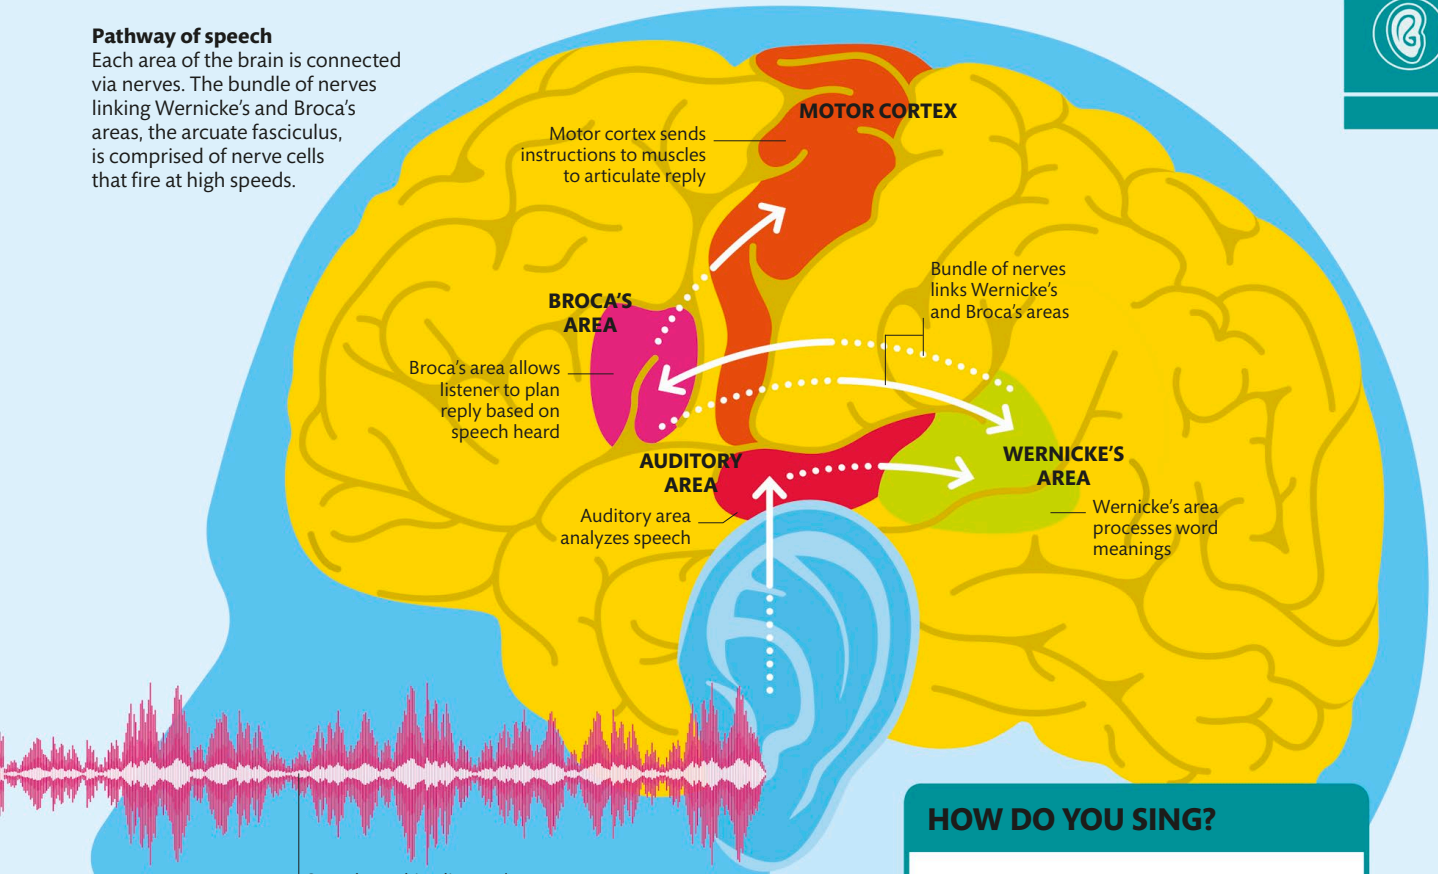 Pathway of speech
Each area of the brain is connected
via nerves. The bundle of nerves
linking Wernicke's and Broca's
areas, the arcuate fasciculus,
is comprised of nerve cells
that fire at high speeds.
MOTOR CORTEX
Motor cortex sends
instructions to muscles
to articulate reply
Bundle of nerves
links Wernicke's
and Broca's areas
BROCA'S
AREA
Broca's area allows
listener to plan
reply based on
speech heard
AUDITORY
AREA
Auditory area
analyzes speech
WERNICKE'S
AREA
Wernicke's area
processes word
meanings
HOW DO YOU SING?